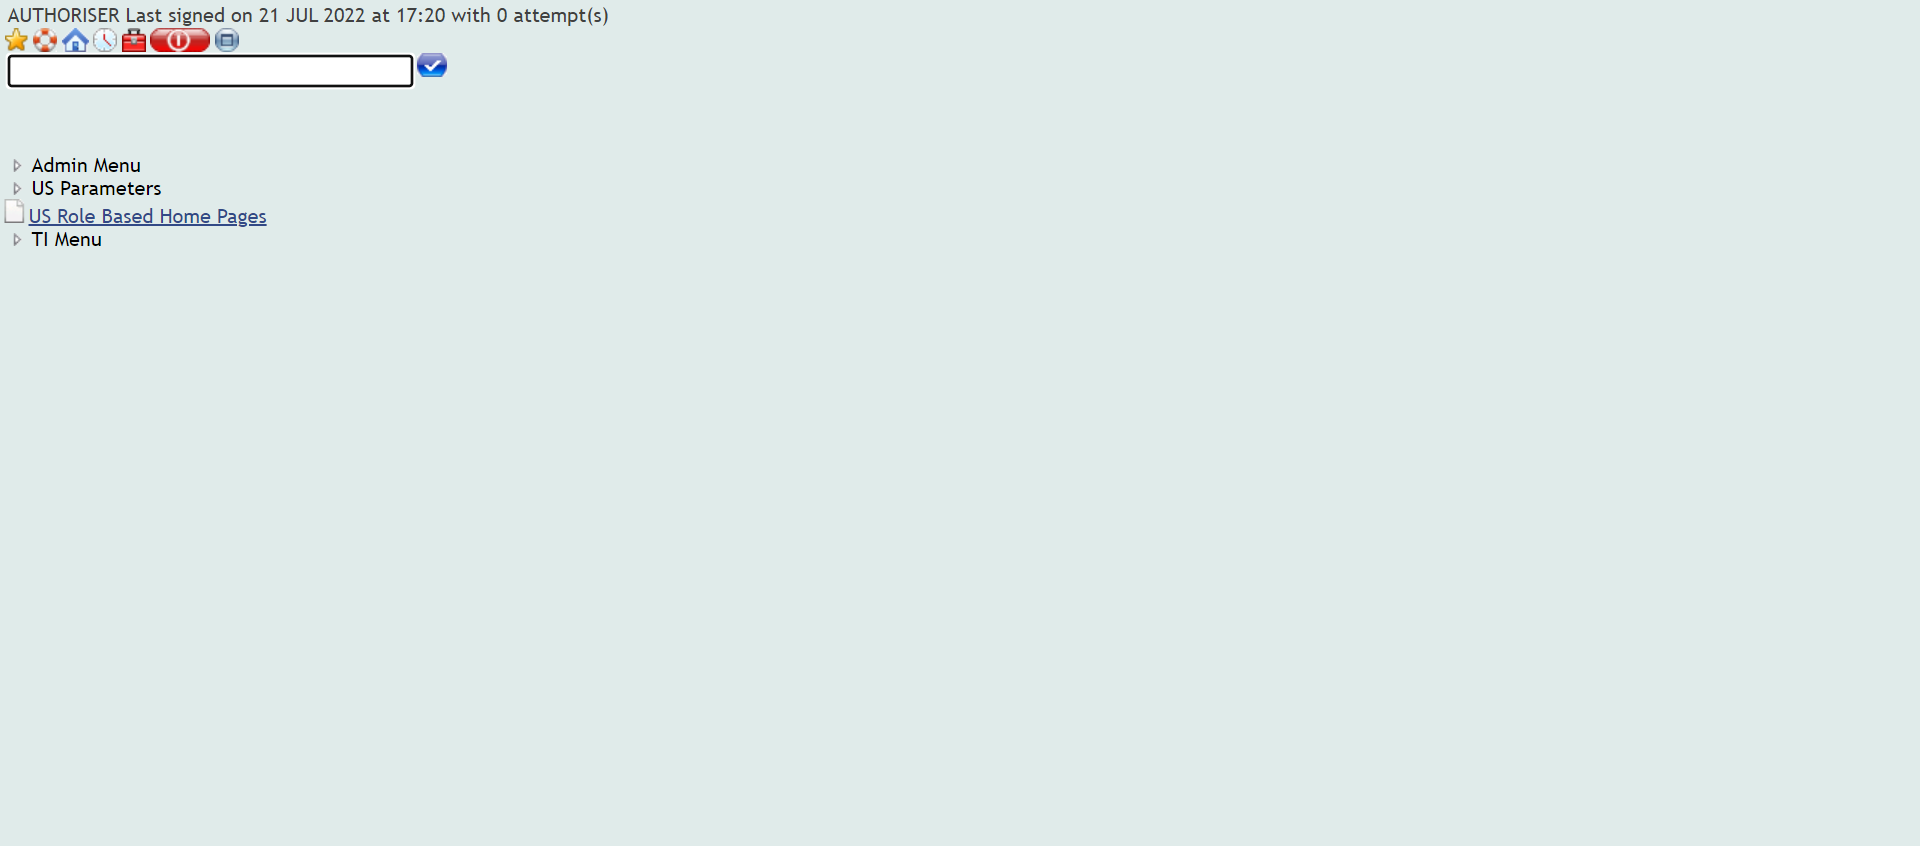 AUTHORISER Last signed on 21 JUL 2022 at 17:20 with 0 attempt(s)
Admin Menu
US Parameters
US Role Based Home Pages
TI Menu